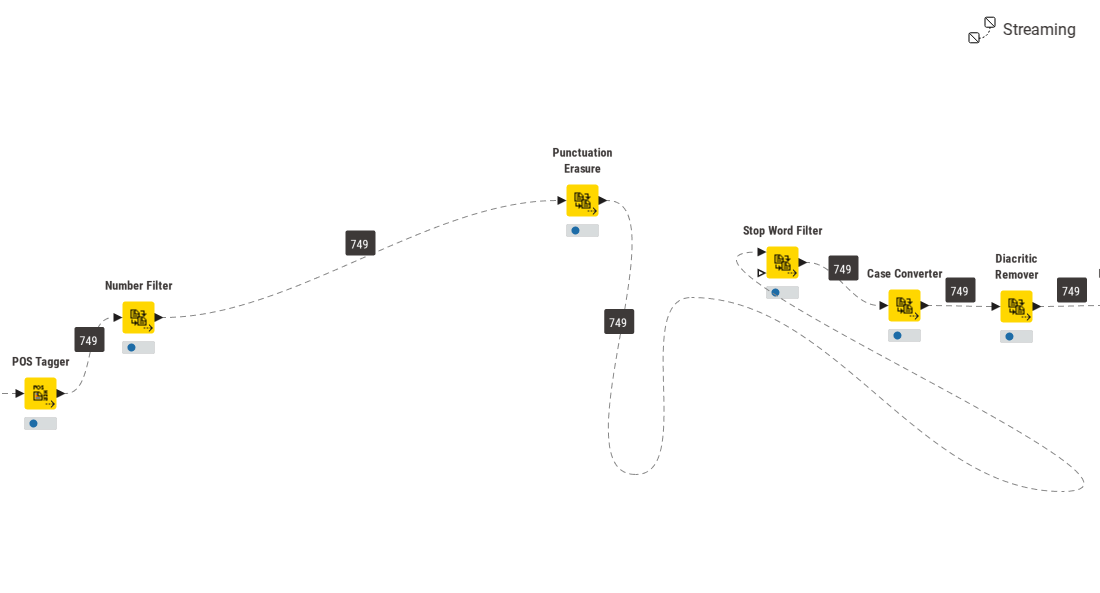 Streaming
Punctuation
Erasure
749
Stop Word Filter
749
Case Converter
Diacritic
Remover
749
749
Number Filter
749
749
POS Tagger
POS